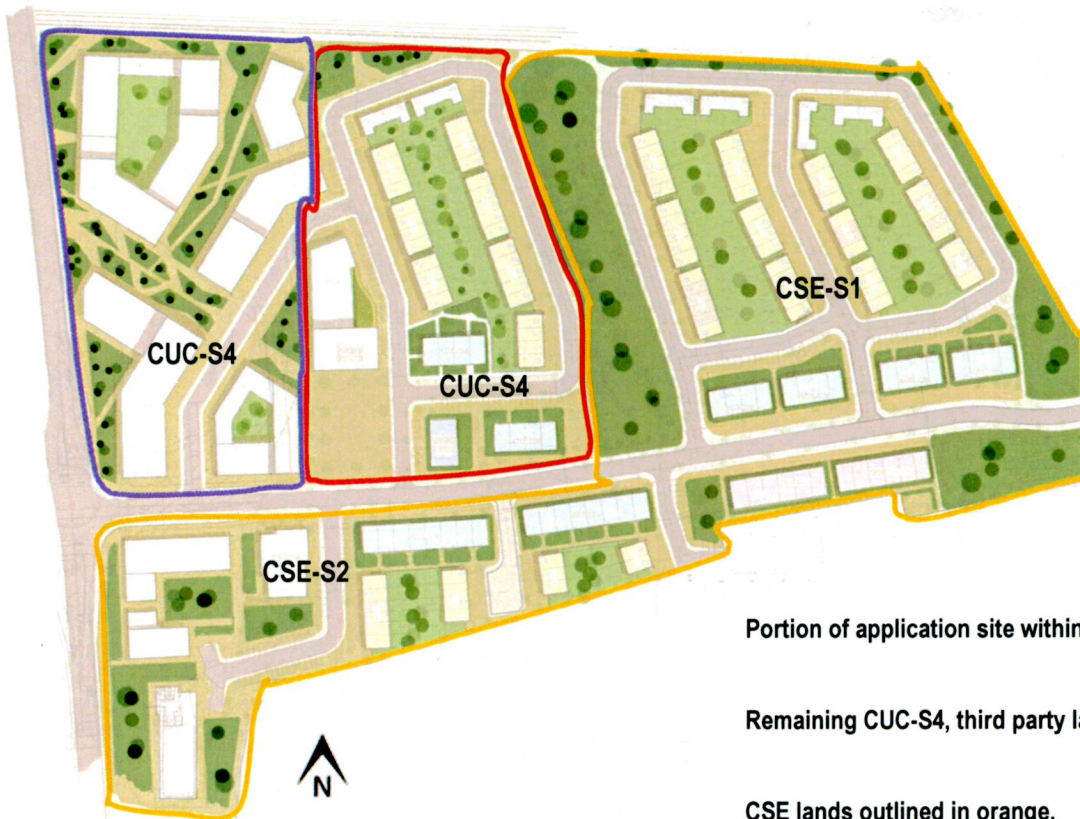 CUC-S4
CUC-S4
CSE-S1
CSE-S2
N
Portion of application site within
Remaining CUC-S4, third party
CSE lands outlined in orange.